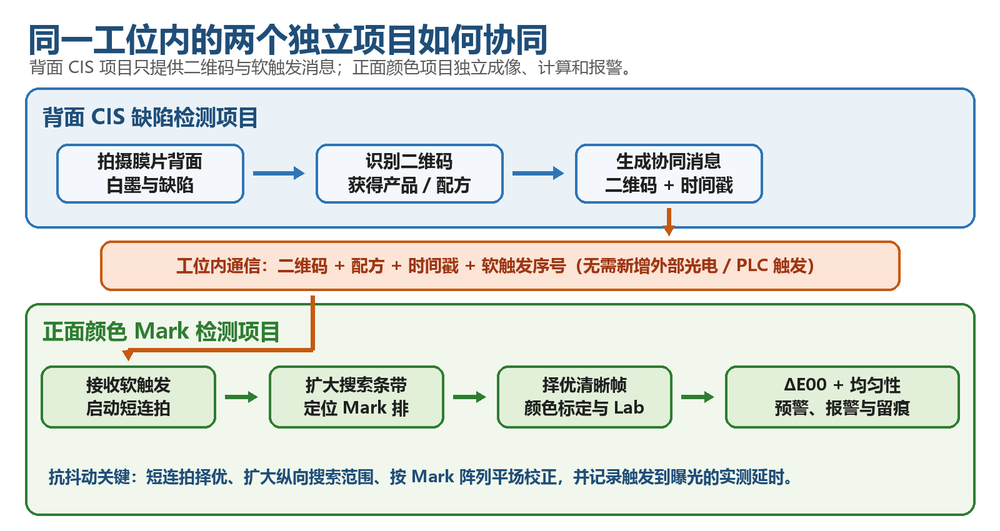 同一工位内的两个独立项目如何协同
背面 CIS 项目只提供二维码与软触发消息；正面颜色项目独立成像、计算和报警。
背面 CIS 缺陷检测项目
拍摄膜片背面
白墨与缺陷
识别二维码
获得产品 / 配方
生成协同消息
二维码 + 时间戳
工位内通信：二维码 + 配方 + 时间戳 + 软触发序号（无需新增外部光电 / PLC 触发）
正面颜色 Mark 检测项目
接收软触发
启动短连拍
扩大搜索条带
定位 Mark 排
择优清晰帧
颜色标定与 Lab
ΔE00 + 均匀性
预警、报警与留痕
抗抖动关键：短连拍择优、扩大纵向搜索范围、按 Mark 阵列平场校正，并记录触发到曝光的实测延时。